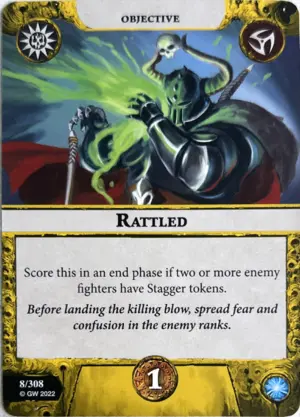 OBJECTIVE
RATTLED
Score this in an end phase if two or more enemy
fighters have Stagger tokens.
Before landing the killing blow, spread fear and
confusion in the enemy ranks.
8/308
© GW 2022
1